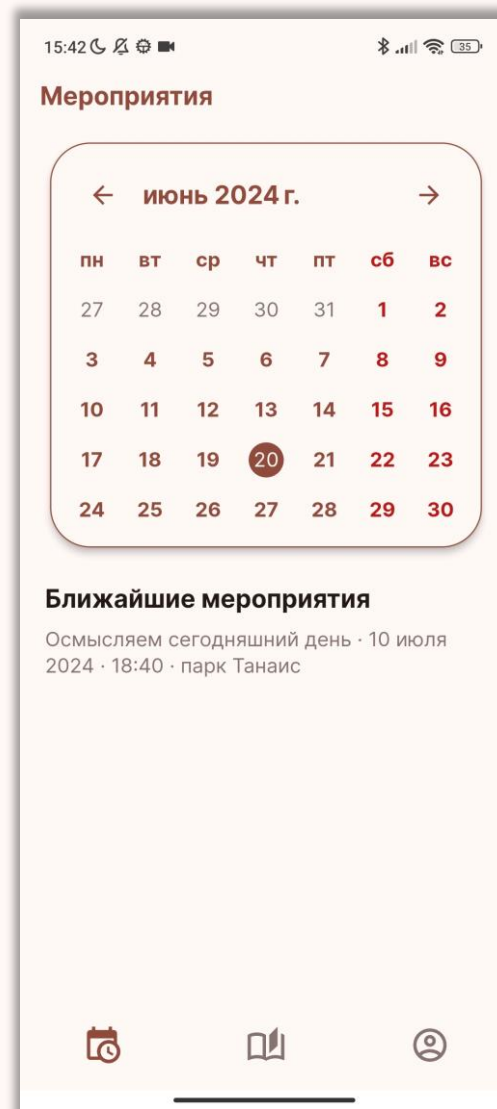 15:42
35
Мероприятия
июнь 2024 г.
пн вт ср чт пт сб вс
27 28 29 30 31 1 2
3 4 5 6 7 8 9
10 11 12 13 14 15 16
17 18 19 20 21 22 23
24 25 26 27 28 29 30
Ближайшие мероприятия
Осмысляем сегодняшний день · 10 июля
2024 · 18:40 · парк Танаис